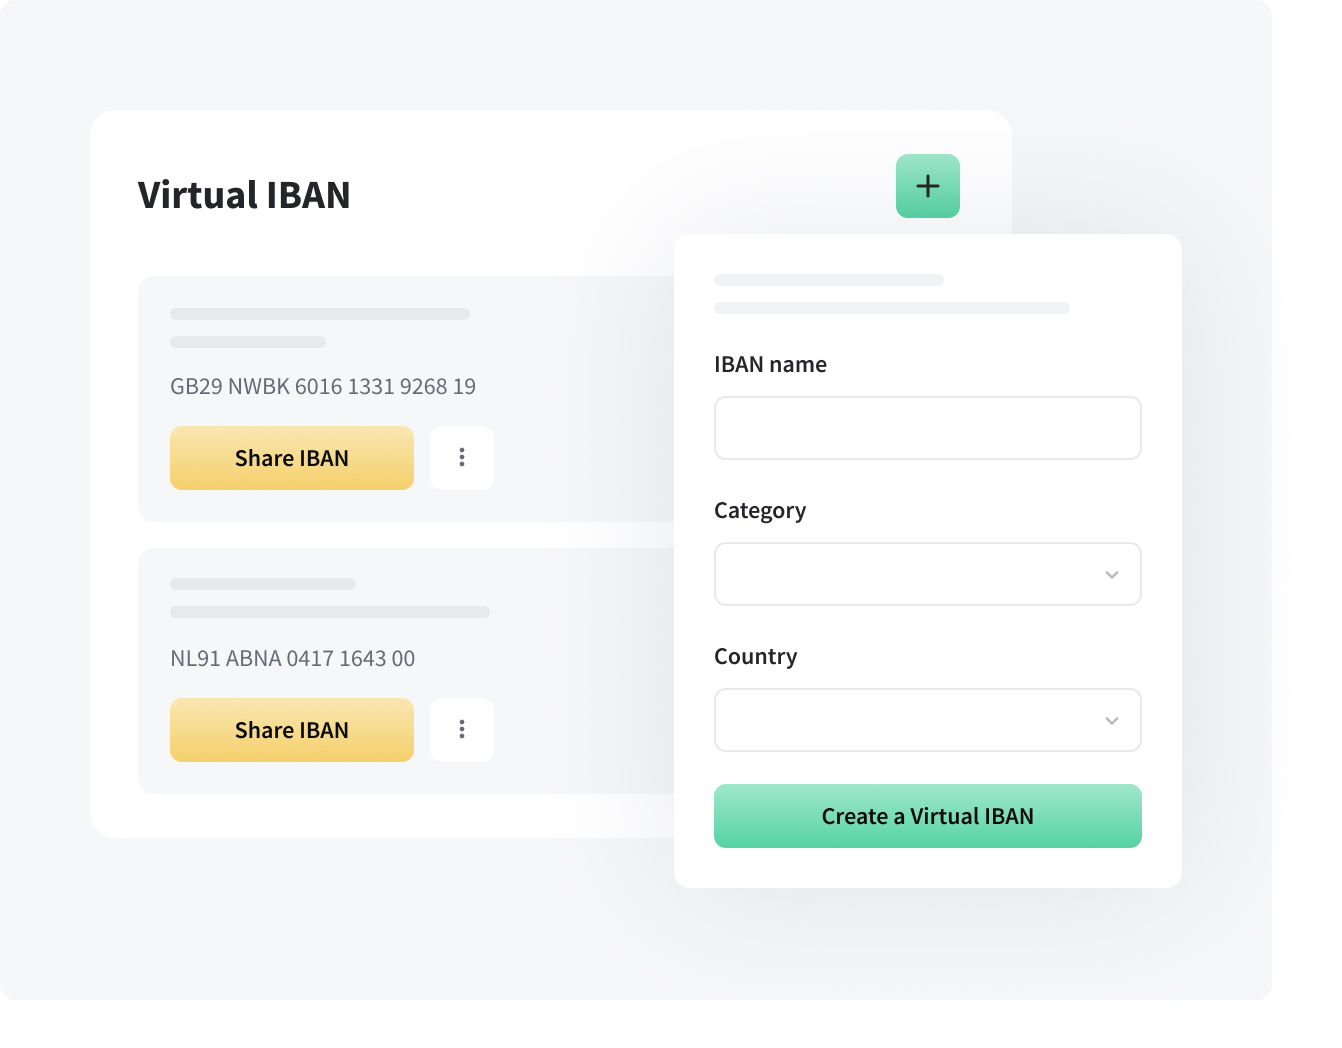 Virtual IBAN
GB29 NWBK 6016 1331 9268 19
Share IBAN
NL91 ABNA 0417 1643 00
Share IBAN
IBAN name
Category
Country
Create a Virtual IBAN